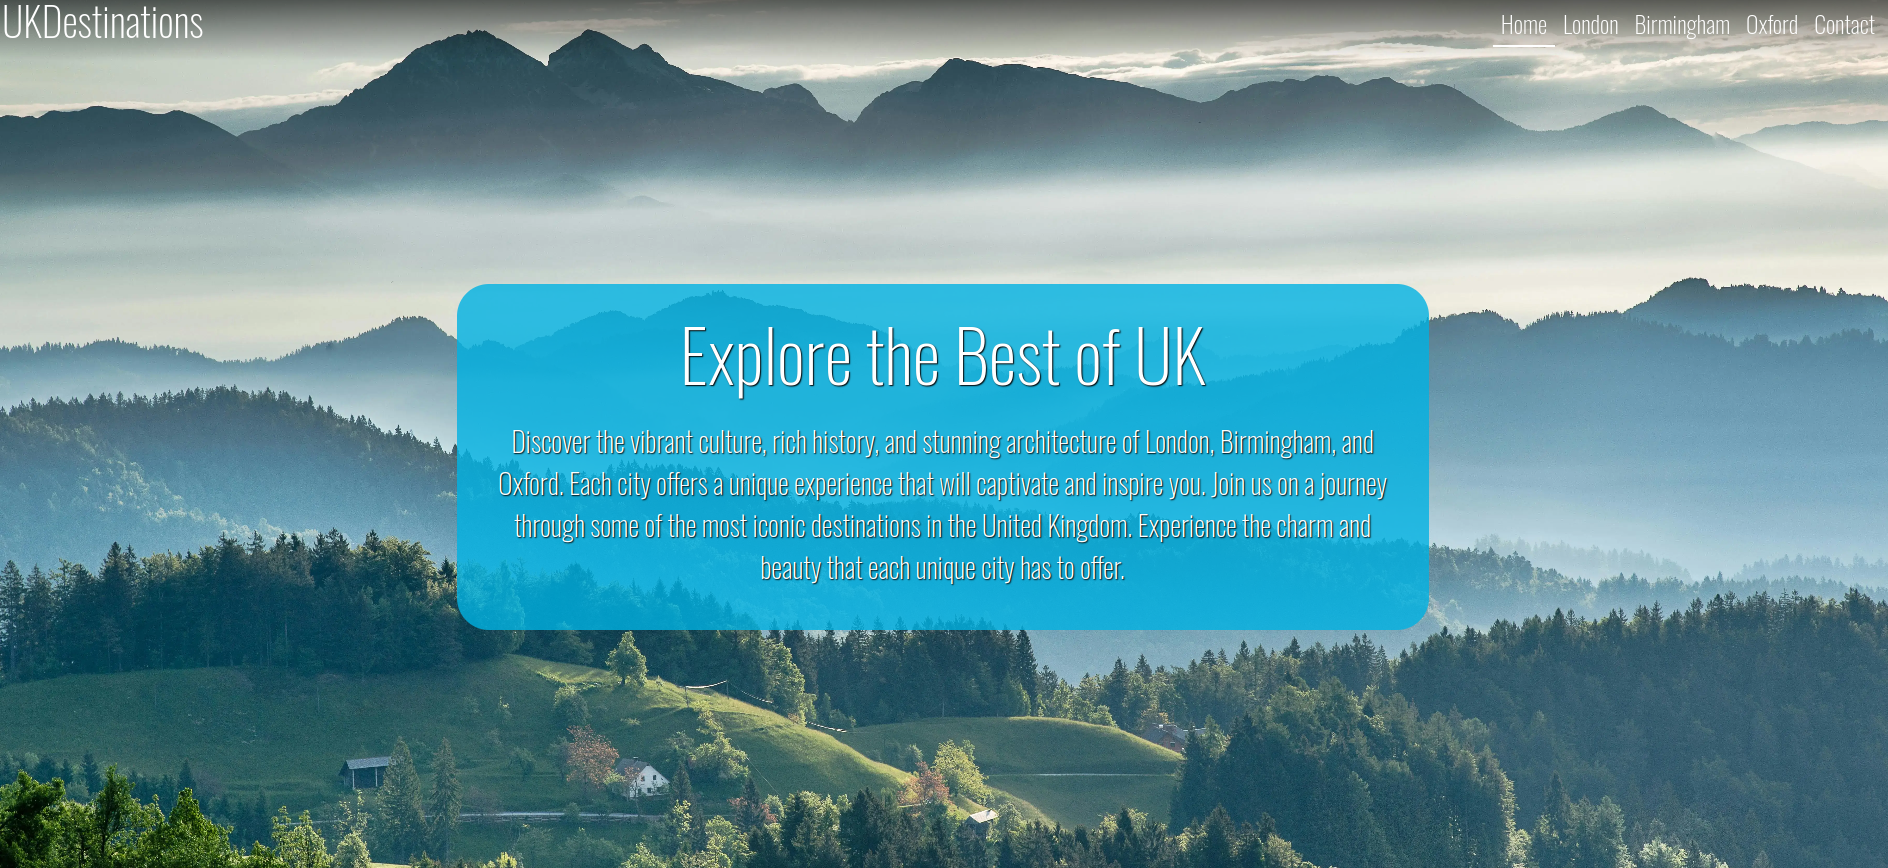 UKDestinations
Home London Birmingham Oxford Contact
Explore the Best of UK
Discover the vibrant culture, rich history, and stunning architecture of London, Birmingham, and
Oxford. Each city offers a unique experience that will captivate and inspire you. Join us on a journey
through some of the most iconic destinations in the United Kingdom. Experience the charm and
beauty that each unique city has to offer.